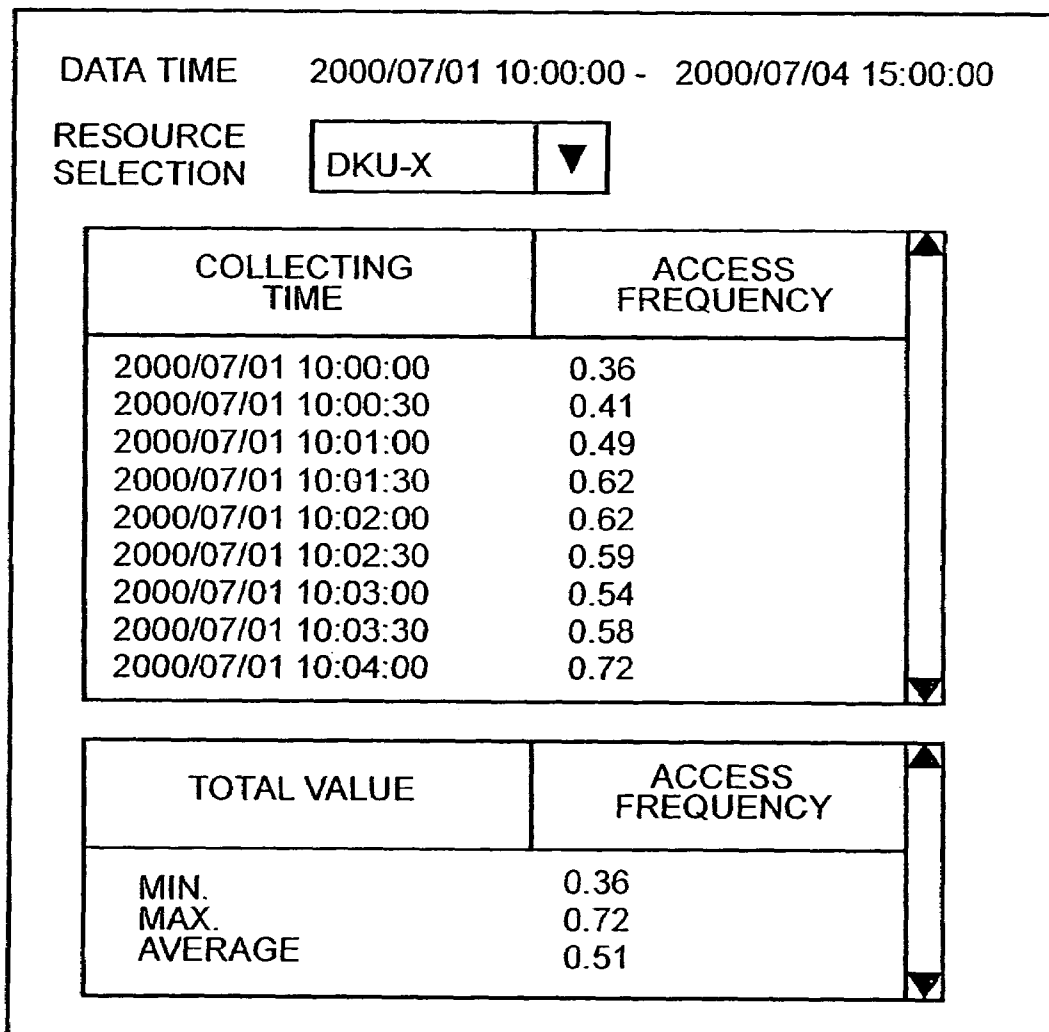 DATA TIME 2000/07/01 10:00:00 - 2000/07/04 15:00:00
RESOURCE
SELECTION
DKU-X
COLLECTING
TIME
ACCESS
FREQUENCY
2000/07/01 10:00:00 0.36
2000/07/01 10:00:30 0.41
2000/07/01 10:01:00 0.49
2000/07/01 10:01:30 0.62
2000/07/01 10:02:00 0.62
2000/07/01 10:02:30 0.59
2000/07/01 10:03:00 0.54
2000/07/01 10:03:30 0.58
2000/07/01 10:04:00 0.72
TOTAL VALUE
ACCESS
FREQUENCY
MIN. 0.36
MAX. 0.72
AVERAGE 0.51